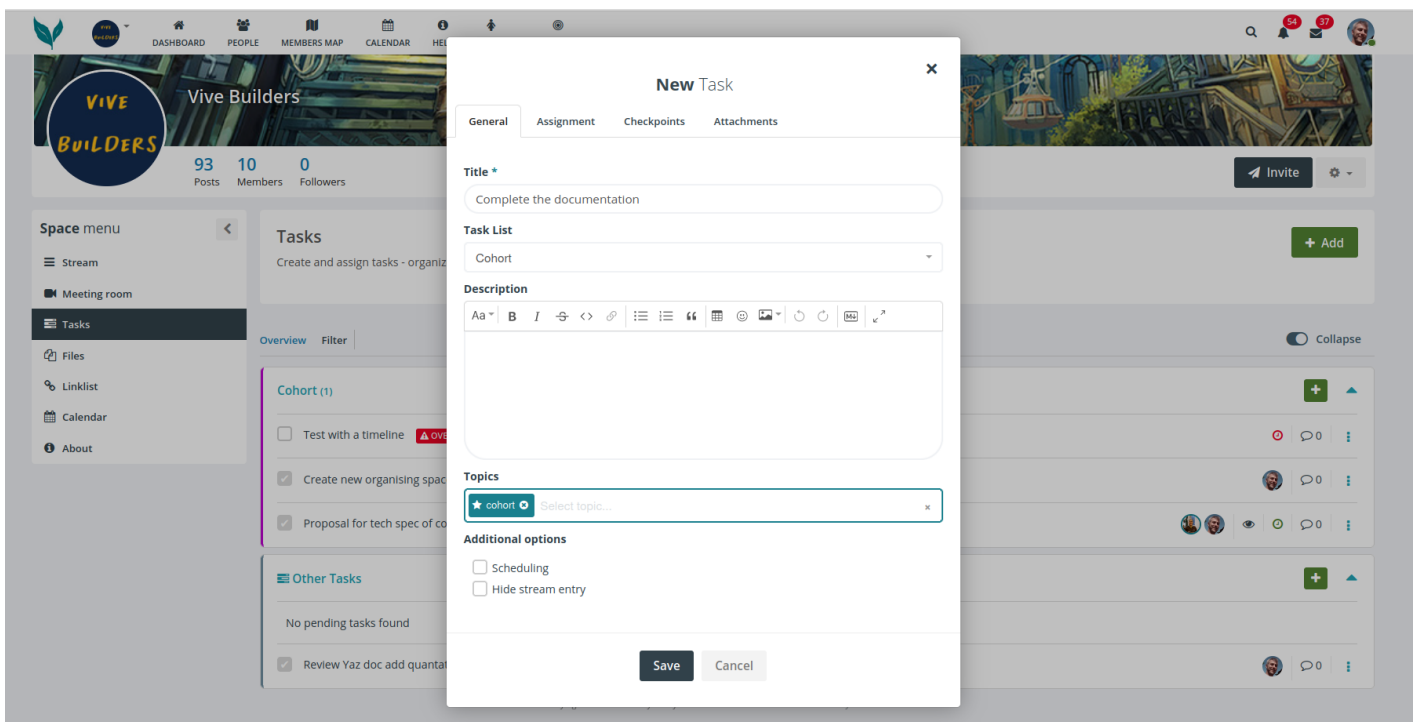 VIVE BUILDERS
DASHBOARD
PEOPLE
MEMBERS MAP
CALENDAR
54
37
VIVE
BUILDERS
Vive Builders
93 10 0
Posts Members Followers
Invite
Space menu
Stream
Meeting room
Tasks
Files
Linklist
Calendar
About
Tasks
Create and assign tasks - organiz
+ Add
Overview Filter
Collapse
Cohort (1)
Test with a timeline
0
Create new organising spac
0
Proposal for tech spec of co
0
Other Tasks
No pending tasks found
Review Yaz doc add quantat
0
New Task
General Assignment Checkpoints Attachments
Title *
Complete the documentation
Task List
Cohort
Description
Aa B I S
Topics
cohort Select topic...
Additional options
Scheduling
Hide stream entry
Save Cancel